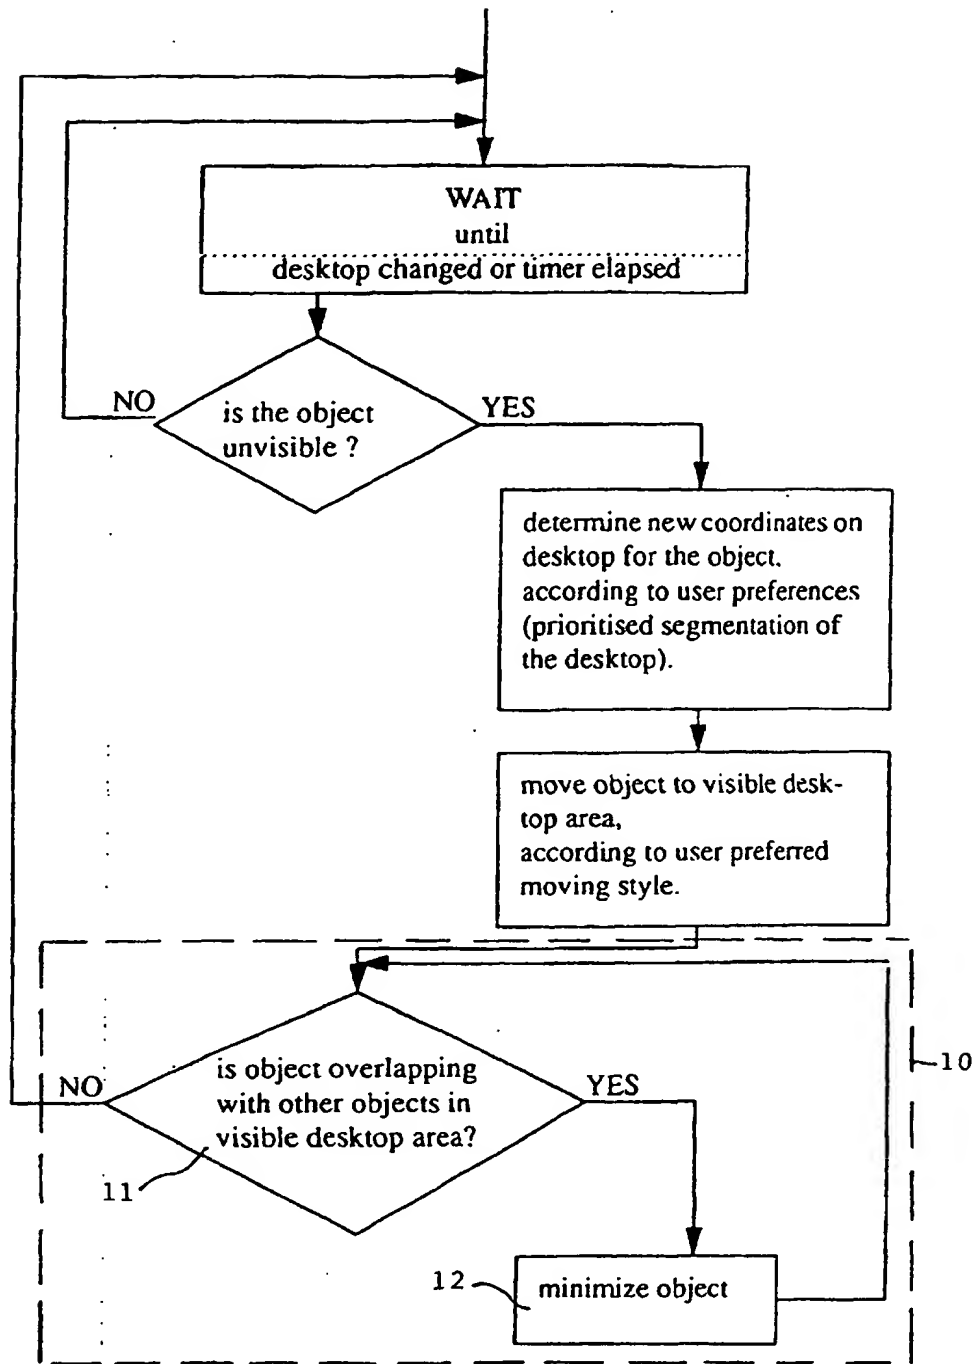 WAIT
until
desktop changed or timer elapsed
NO
is the object
unvisible ?
YES
determine new coordinates on
desktop for the object.
according to user preferences
(prioritised segmentation of
the desktop).
move object to visible desk-
top area,
according to user preferred
moving style.
NO
is object overlapping
with other objects in
visible desktop area?
YES
10
11
12
minimize object